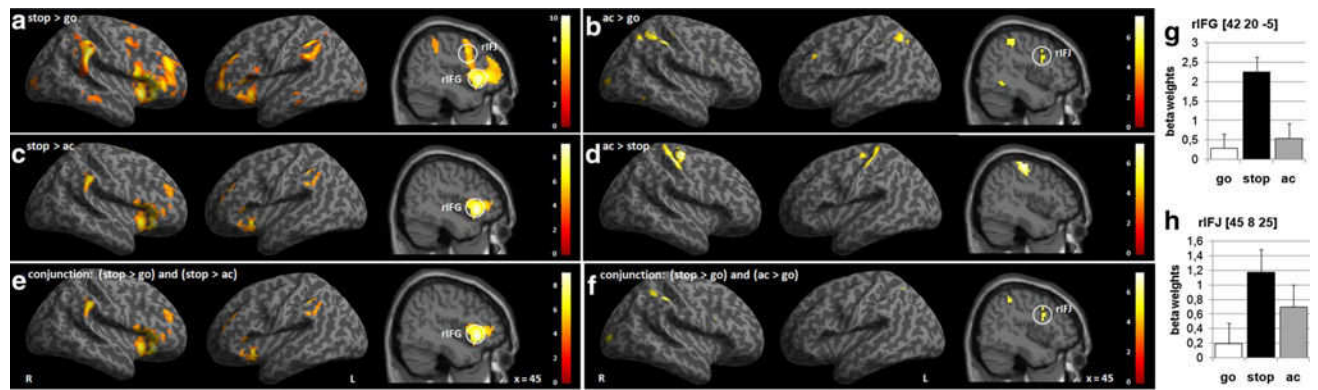 a stop > go
rIFJ
rIFG
10
8
6
4
2
0
b ac > go
rIFJ
6
4
2
0
c stop > ac
rIFG
8
6
4
2
0
d ac > stop
6
4
2
0
e conjunction: (stop > go) and (stop > ac)
rIFG
R
L
x = 45
8
6
4
2
0
f conjunction: (stop > go) and (ac > go)
rIFJ
R
L
x = 45
6
4
2
0
g rIFG [42 20 -5]
beta weights
3
2,5
2
1,5
1
0,5
0
go stop ac
h rIFJ [45 8 25]
beta weights
1,6
1,4
1,2
1
0,8
0,6
0,4
0,2
0
go stop ac